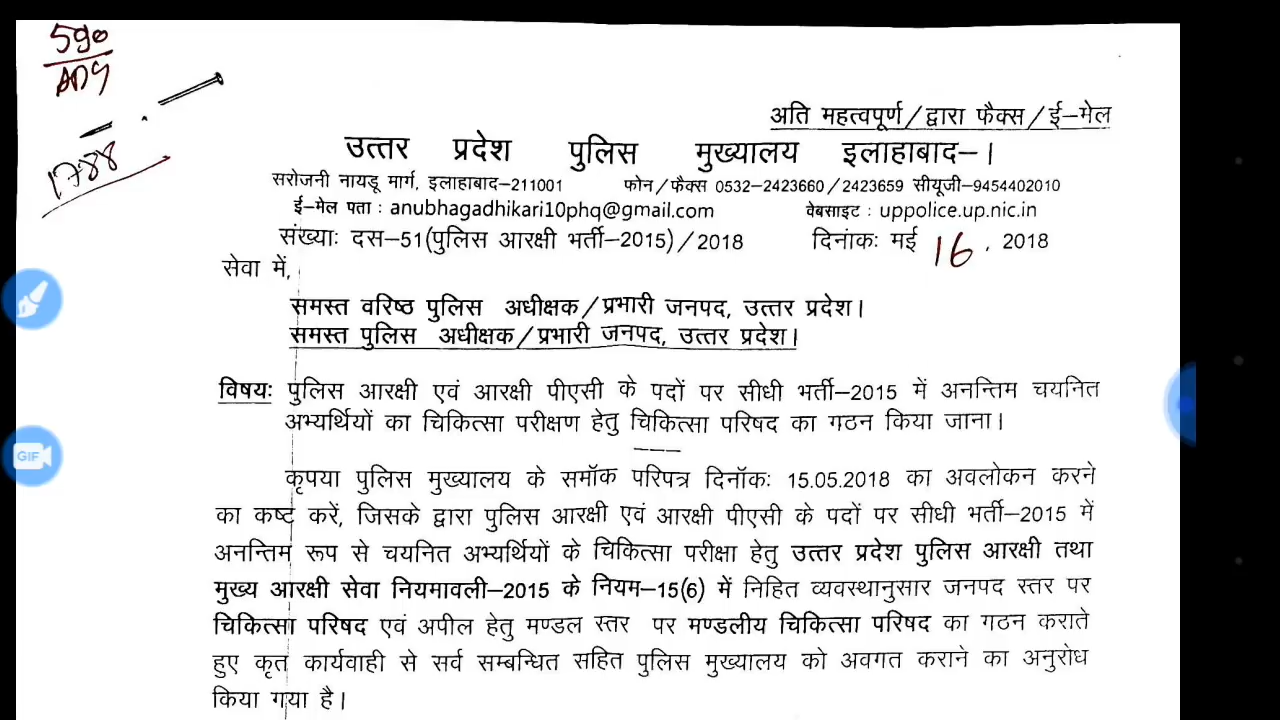 590
ADG
1788
अति महत्वपूर्ण/द्वारा फैक्स/ई-मेल
उत्तर प्रदेश पुलिस मुख्यालय इलाहाबाद-।
सरोजनी नायडू मार्ग, इलाहाबाद-211001 फोन/फैक्स 0532-2423660/2423659 सीयूजी-9454402010
ई-मेल पता : anubhagadhikari10phq@gmail.com वेबसाइट : uppolice.up.nic.in
संख्याः दस-51(पुलिस आरक्षी भर्ती-2015)/2018 दिनांकः मई 16, 2018
सेवा में,
समस्त वरिष्ठ पुलिस अधीक्षक/प्रभारी जनपद, उत्तर प्रदेश।
समस्त पुलिस अधीक्षक/प्रभारी जनपद, उत्तर प्रदेश।
विषयः पुलिस आरक्षी एवं आरक्षी पीएसी के पदों पर सीधी भर्ती-2015 में अनन्तिम चयनित
अभ्यर्थियों का चिकित्सा परीक्षण हेतु चिकित्सा परिषद का गठन किया जाना।
कृपया पुलिस मुख्यालय के समॉक परिपत्र दिनॉकः 15.05.2018 का अवलोकन करने
का कष्ट करें, जिसके द्वारा पुलिस आरक्षी एवं आरक्षी पीएसी के पदों पर सीधी भर्ती-2015 में
अनन्तिम रूप से चयनित अभ्यर्थियों के चिकित्सा परीक्षा हेतु उत्तर प्रदेश पुलिस आरक्षी तथा
मुख्य आरक्षी सेवा नियमावली-2015 के नियम-15(6) में निहित व्यवस्थानुसार जनपद स्तर पर
चिकित्सा परिषद एवं अपील हेतु मण्डल स्तर पर मण्डलीय चिकित्सा परिषद का गठन कराते
हुए कृत कार्यवाही से सर्व सम्बन्धित सहित पुलिस मुख्यालय को अवगत कराने का अनुरोध
किया गया है।
GIF